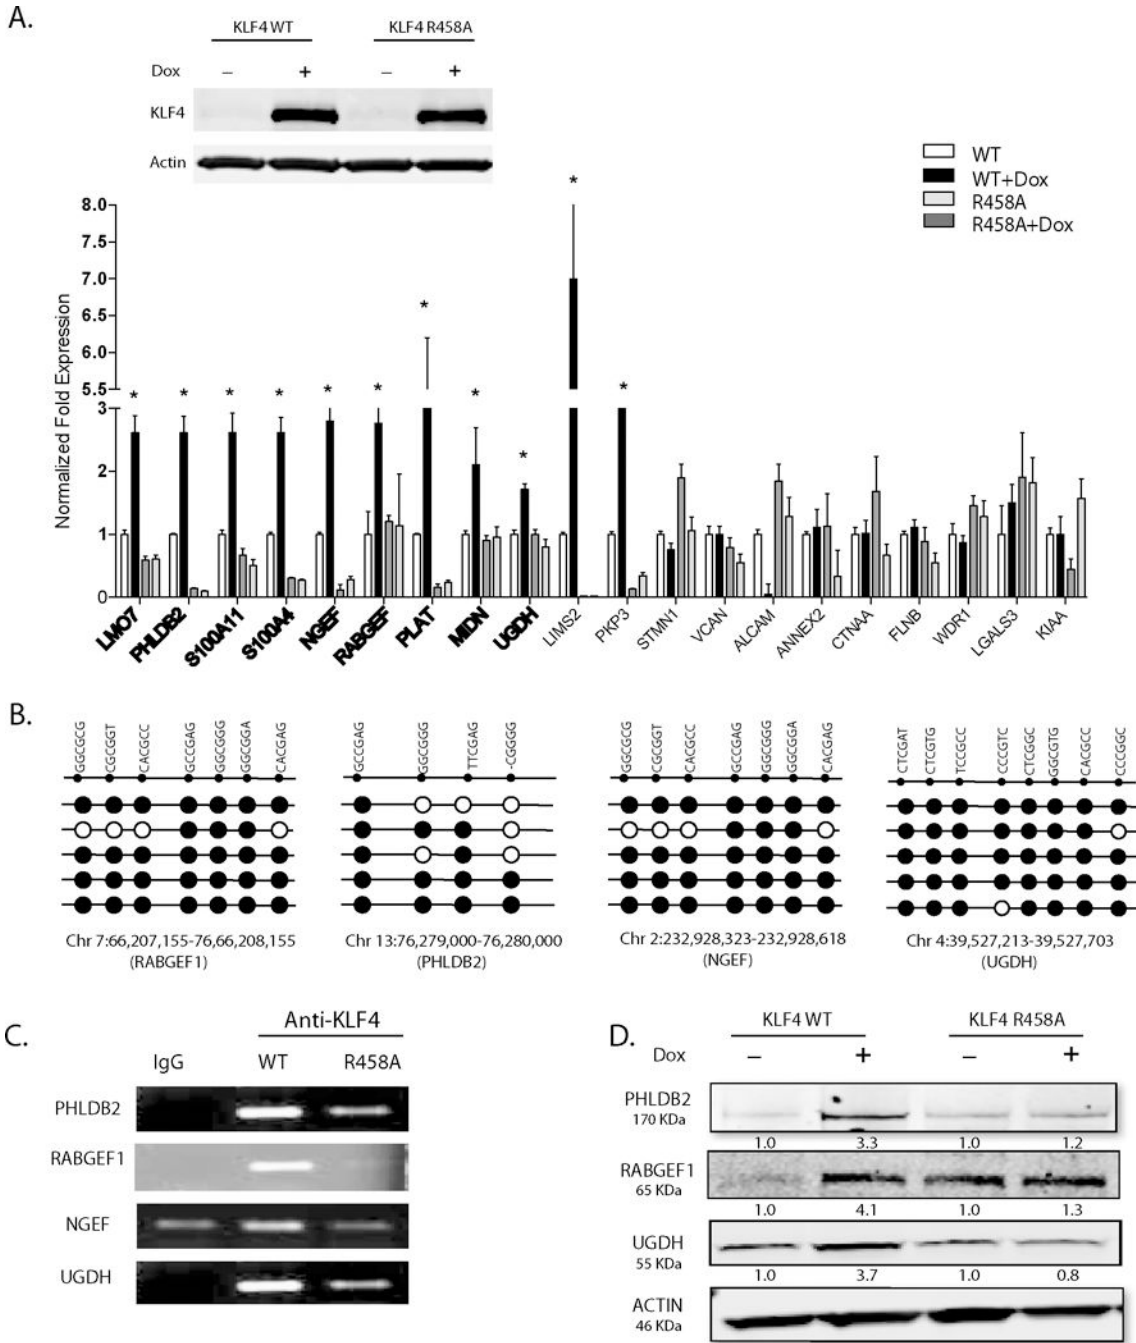 A.
KLF4 WT KLF4 R458A
Dox – + – +
KLF4
Actin
WT
WT+Dox
R458A
R458A+Dox
Normalized Fold Expression
8.0
7.5
7.0
6.5
6.0
5.5
3
2
1
0
* * * * * * * * * * *
LIMO7 PHLDB2 S100A11 S100A4 NGEF RABGEF PLAT MIDN UGDH LIMS2 PKP3 STMN1 VCAN ALCAM ANNEX2 CTNAA FLNB WDR1 LGALS3 KIAA
B.
GGCGCG CGCGGT CACGCC GCCGAG GGCGGG GGCGGA CACGAG
GCCGAG GGCGGG TTCGAG -CGGGG
GGCGCG CGCGGT CACGCC GCCGAG GGCGGG GGCGGA CACGAG
CTCGAT CTCGTG TCCGCC CCCGTC CTCGGC GGCGTG CACGCC CCCGGC
Chr 7:66,207,155-76,66,208,155 Chr 13:76,279,000-76,280,000 Chr 2:232,928,323-232,928,618 Chr 4:39,527,213-39,527,703
(RABGEF1) (PHLDB2) (NGEF) (UGDH)
C.
Anti-KLF4
IgG WT R458A
PHLDB2
RABGEF1
NGEF
UGDH
D.
KLF4 WT KLF4 R458A
Dox – + – +
PHLDB2
170 KDa
1.0 3.3 1.0 1.2
RABGEF1
65 KDa
1.0 4.1 1.0 1.3
UGDH
55 KDa
1.0 3.7 1.0 0.8
ACTIN
46 KDa